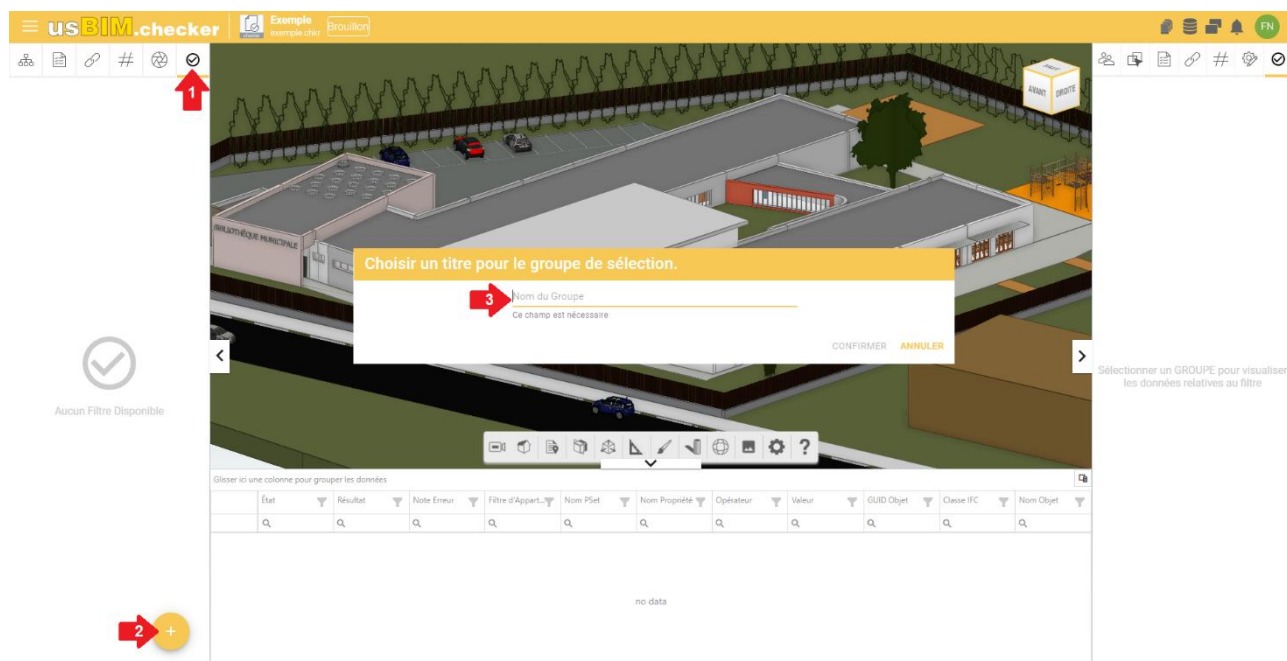 usBIM.checker
Exemple
exemple.chkr
Brouillon
FN
1
BIBLIOTHÈQUE MUNICIPALE
AVANT
DROITE
Choisir un titre pour le groupe de sélection.
3
Nom du Groupe
Ce champ est nécessaire
CONFIRMER ANNULER
Aucun Filtre Disponible
Sélectionner un GROUPE pour visualiser
les données relatives au filtre
Glisser ici une colonne pour grouper les données
État Résultat Note Erreur Filtre d'Appart... Nom PSet Nom Propriété Opérateur Valeur GUID Objet Classe IFC Nom Objet
no data
2